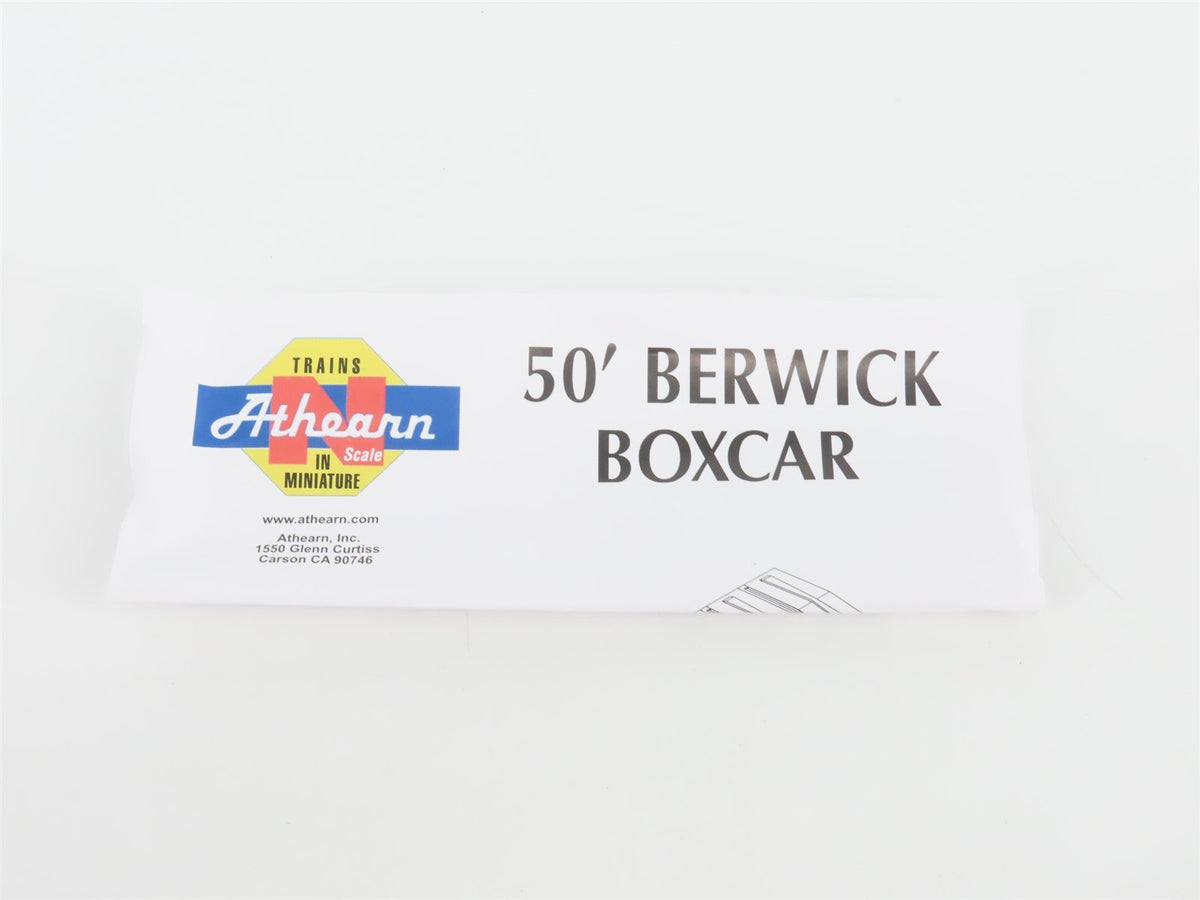 TRAINS
N
Athearn
Scale
IN
MINIATURE
www.athearn.com
Athearn, Inc.
1550 Glenn Curtiss
Carson CA 90746
50' BERWICK
BOXCAR